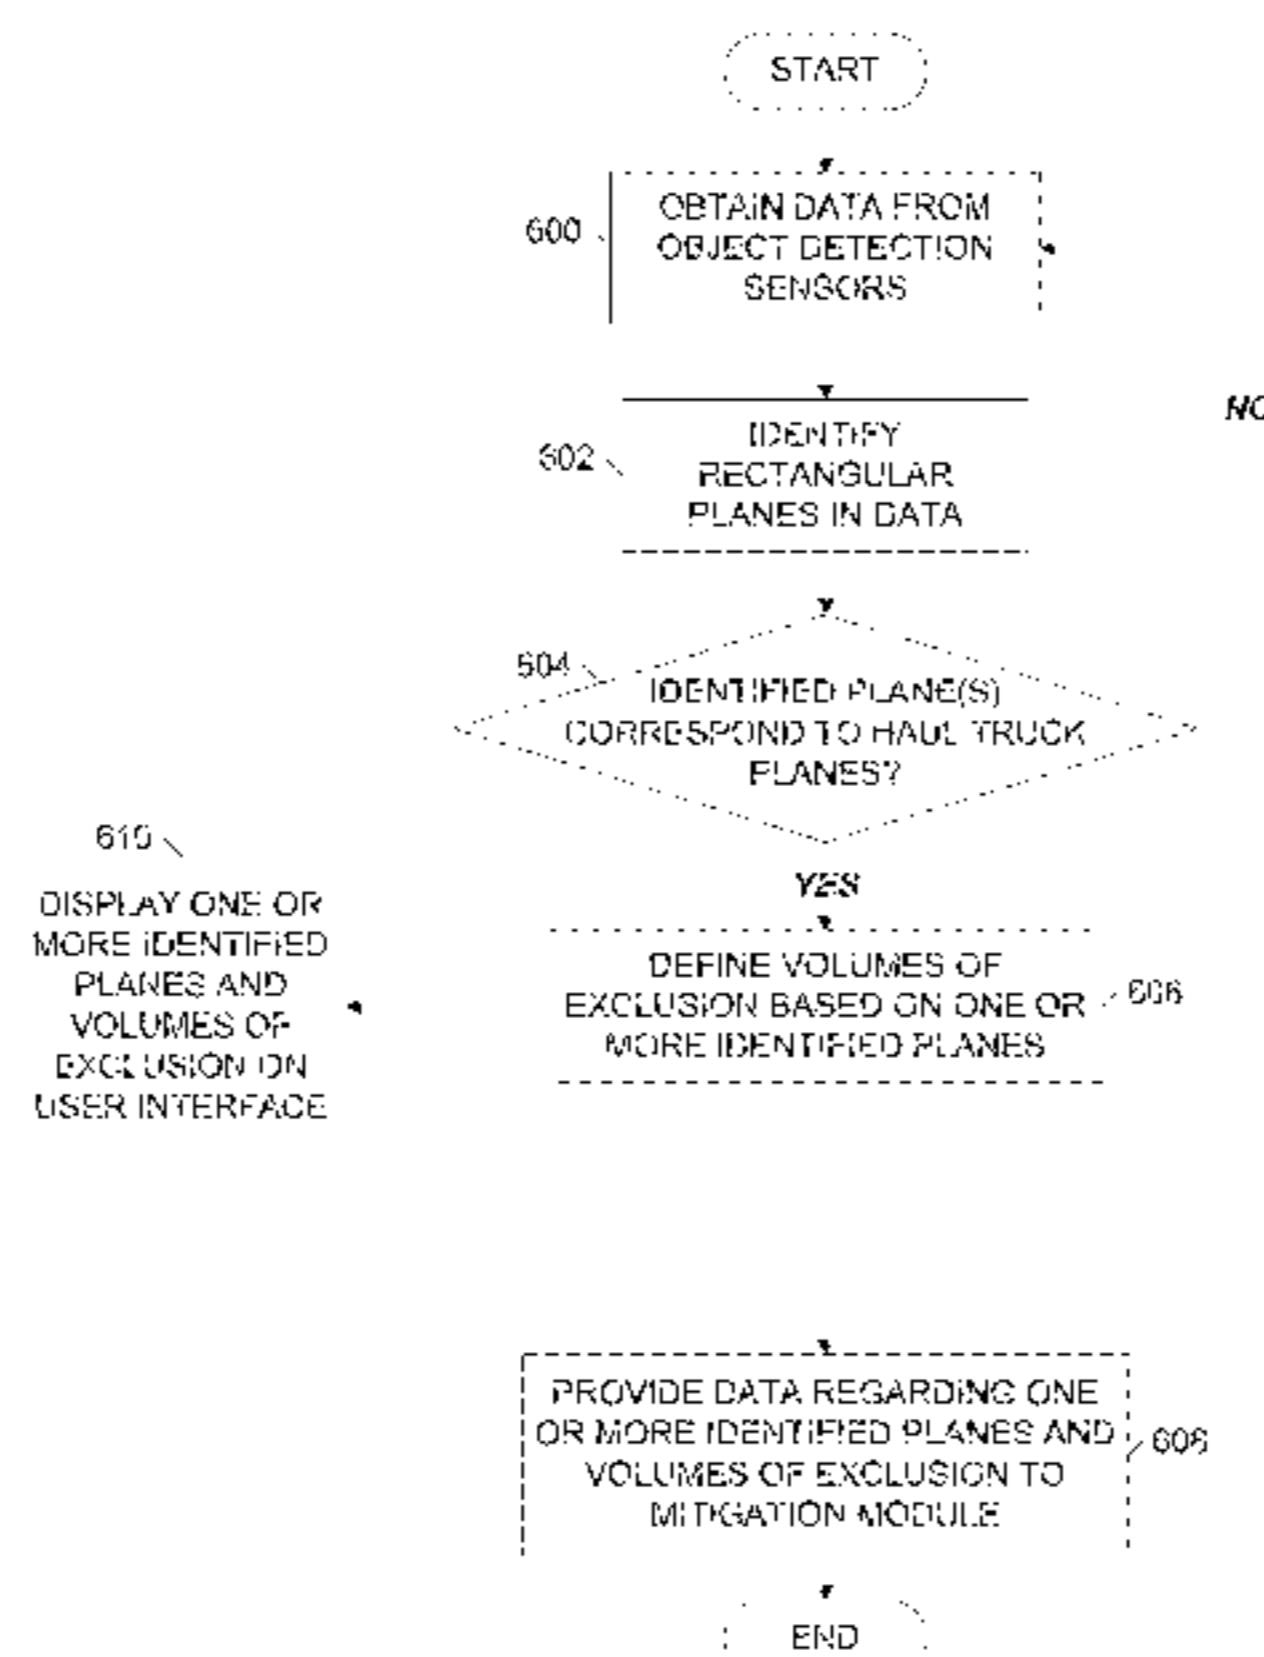 START
600
OBTAIN DATA FROM
OBJECT DETECTION
SENSORS
NO
602
IDENTIFY
RECTANGULAR
PLANES IN DATA
604
IDENTIFIED PLANE(S)
CORRESPOND TO HAUL TRUCK
PLANES?
YES
610
DISPLAY ONE OR
MORE IDENTIFIED
PLANES AND
VOLUMES OF
EXCLUSION ON
USER INTERFACE
DEFINE VOLUMES OF
EXCLUSION BASED ON ONE OR
MORE IDENTIFIED PLANES
606
PROVIDE DATA REGARDING ONE
OR MORE IDENTIFIED PLANES AND
VOLUMES OF EXCLUSION TO
MITIGATION MODULE
608
END